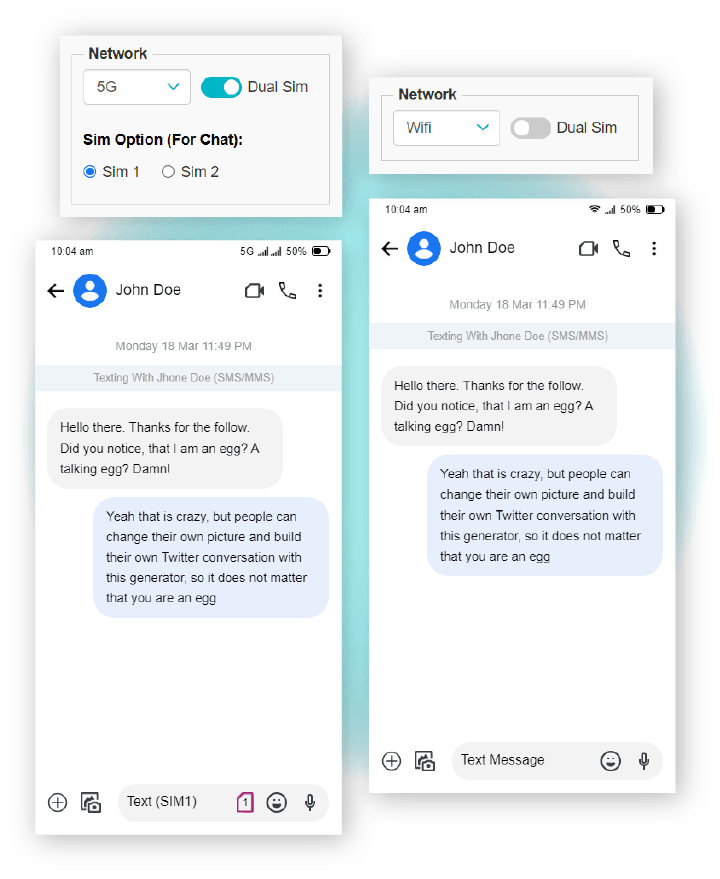 Network
5G
Dual Sim
Sim Option (For Chat):
Sim 1
Sim 2
10:04 am
5G
50%
John Doe
Monday 18 Mar 11:49 PM
Texting With Jhone Doe (SMS/MMS)
Hello there. Thanks for the follow.
Did you notice, that I am an egg? A
talking egg? Damn!
Yeah that is crazy, but people can
change their own picture and build
their own Twitter conversation with
this generator, so it does not matter
that you are an egg
Text (SIM1)
1
Network
Wifi
Dual Sim
10:04 am
50%
John Doe
Monday 18 Mar 11:49 PM
Texting With Jhone Doe (SMS/MMS)
Hello there. Thanks for the follow.
Did you notice, that I am an egg? A
talking egg? Damn!
Yeah that is crazy, but people can
change their own picture and build
their own Twitter conversation with
this generator, so it does not matter
that you are an egg
Text Message